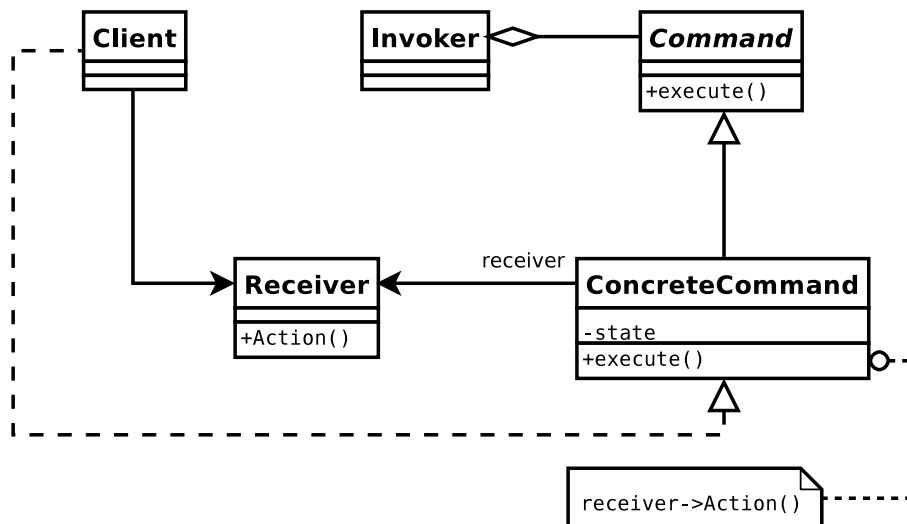 Client
Invoker
Command
+execute()
receiver
Receiver
+Action()
ConcreteCommand
-state
+execute()
receiver->Action()